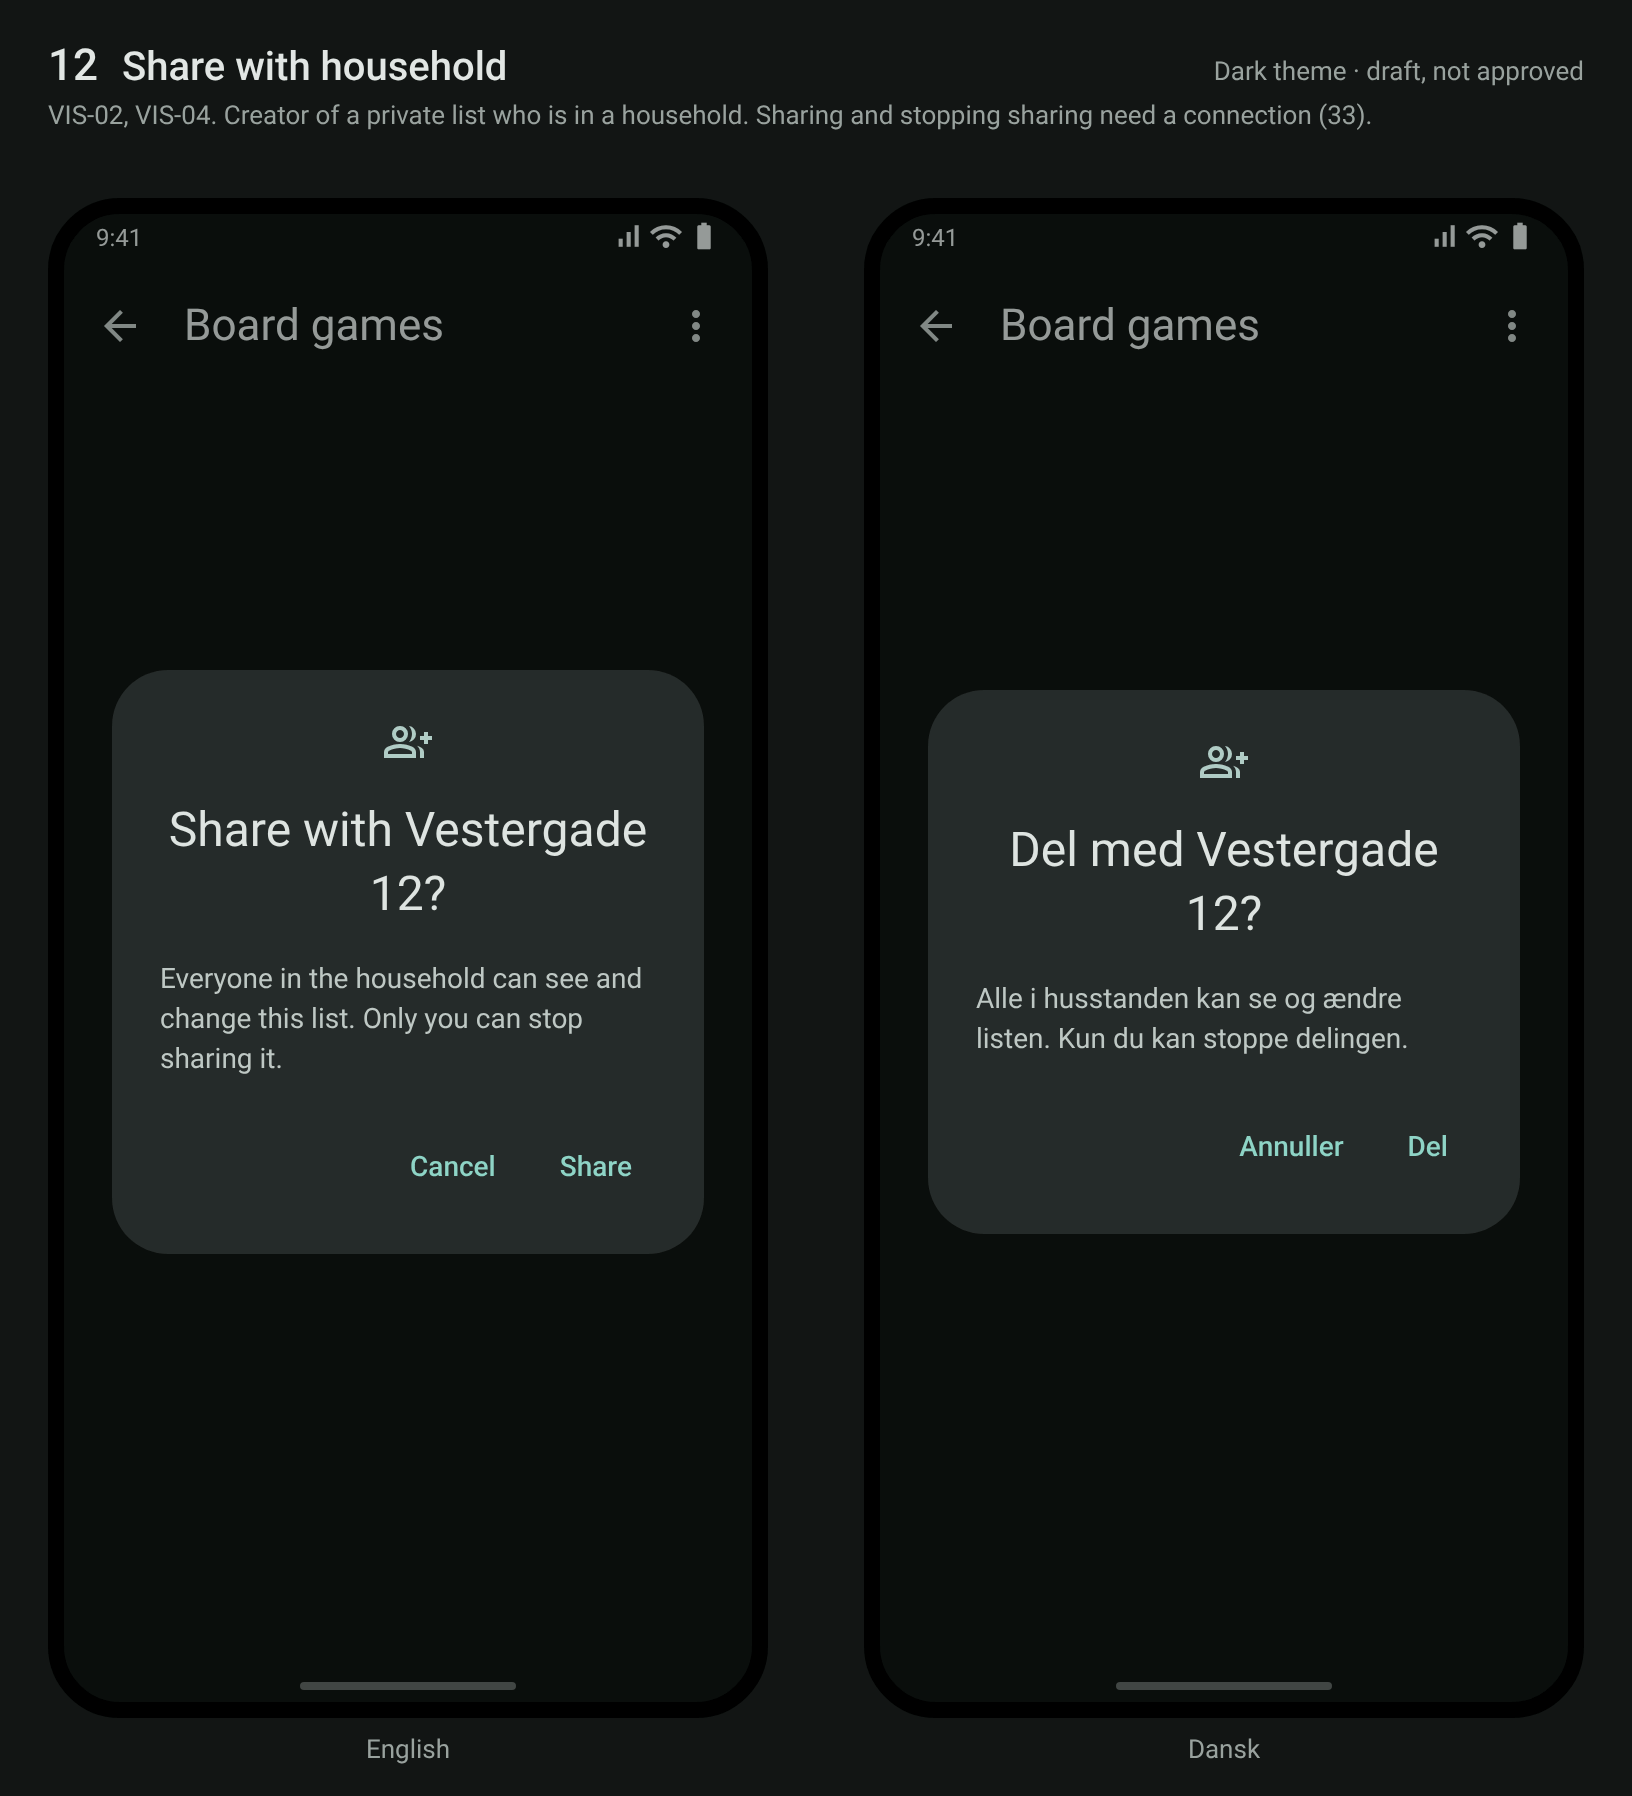 12 Share with household
Dark theme · draft, not approved
VIS-02, VIS-04. Creator of a private list who is in a household. Sharing and stopping sharing need a connection (33).
9:41
Board games
Share with Vestergade
12?
Everyone in the household can see and
change this list. Only you can stop
sharing it.
Cancel Share
English
9:41
Board games
Del med Vestergade
12?
Alle i husstanden kan se og ændre
listen. Kun du kan stoppe delingen.
Annuller Del
Dansk